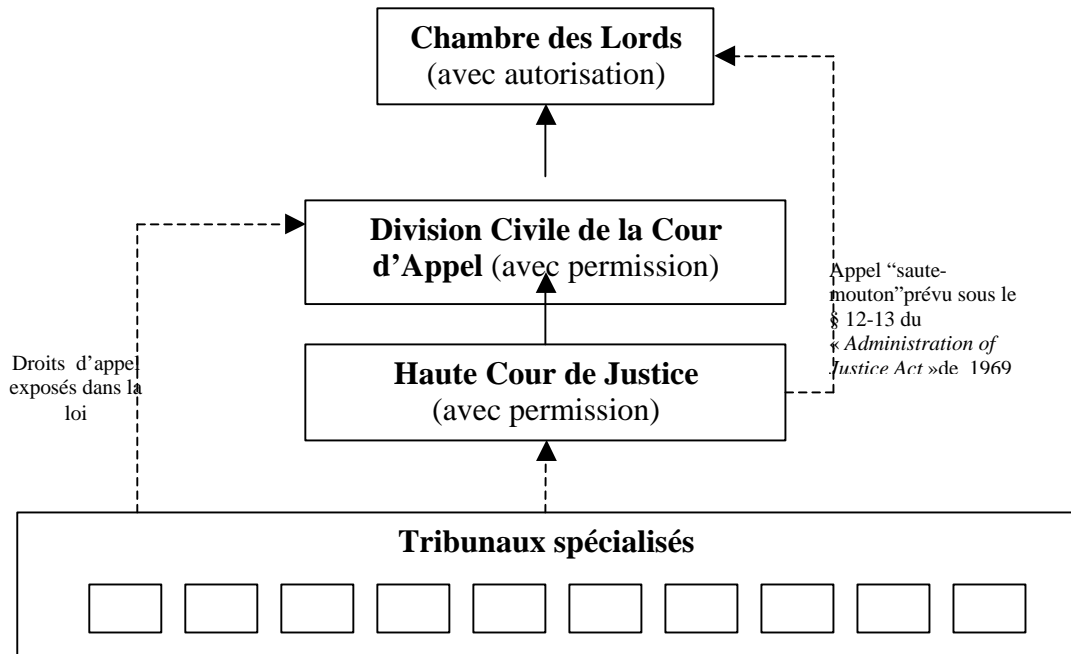 Chambre des Lords
(avec autorisation)
Division Civile de la Cour
d’Appel (avec permission)
Appel “saute-
mouton”prévu sous le
§ 12-13 du
« Administration of
Justice Act »de 1969
Droits d’appel
exposés dans la
loi
Haute Cour de Justice
(avec permission)
Tribunaux spécialisés